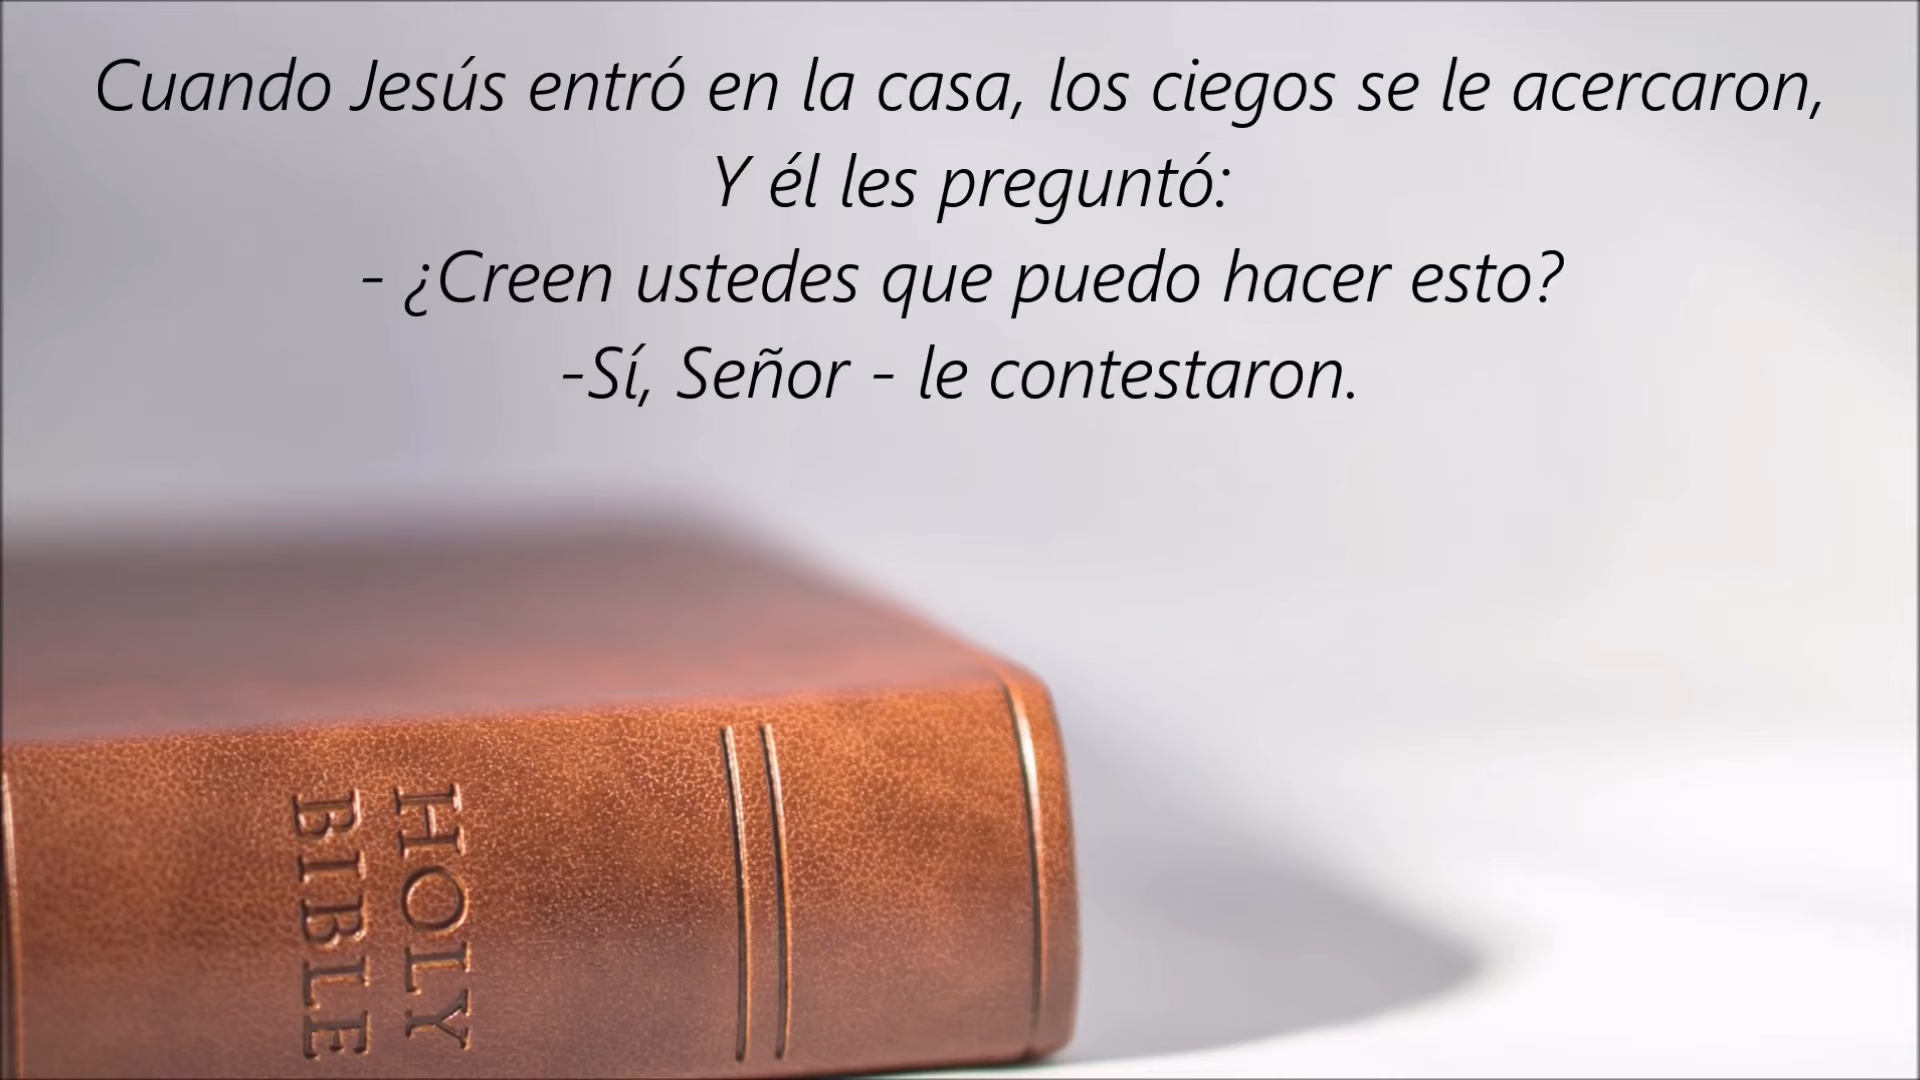 Cuando Jesús entró en la casa, los ciegos se le acercaron,
Y él les preguntó:
- ¿Creen ustedes que puedo hacer esto?
-Sí, Señor - le contestaron.
HOLY
BIBLE